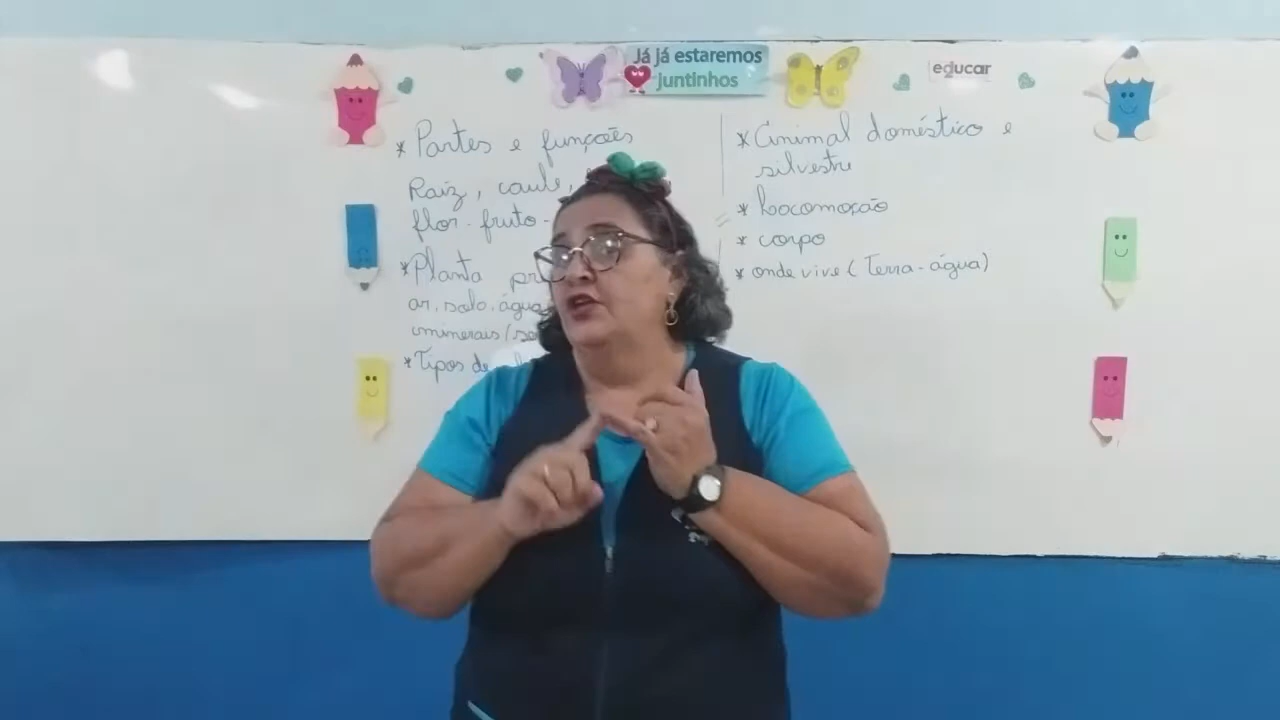 Já já estaremos
juntinhos
educar
* Partes e funções
Raiz, caule,
flor - fruto -
* Planta
ar, solo, água
minerais (
* Tipos de
* Animal doméstico e
silvestre
* Locomoção
* corpo
* onde vive (Terra - água)